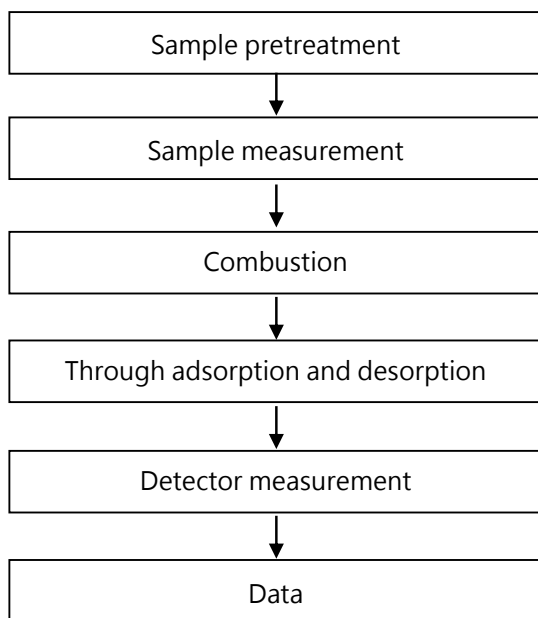 Sample pretreatment
Sample measurement
Combustion
Through adsorption and desorption
Detector measurement
Data